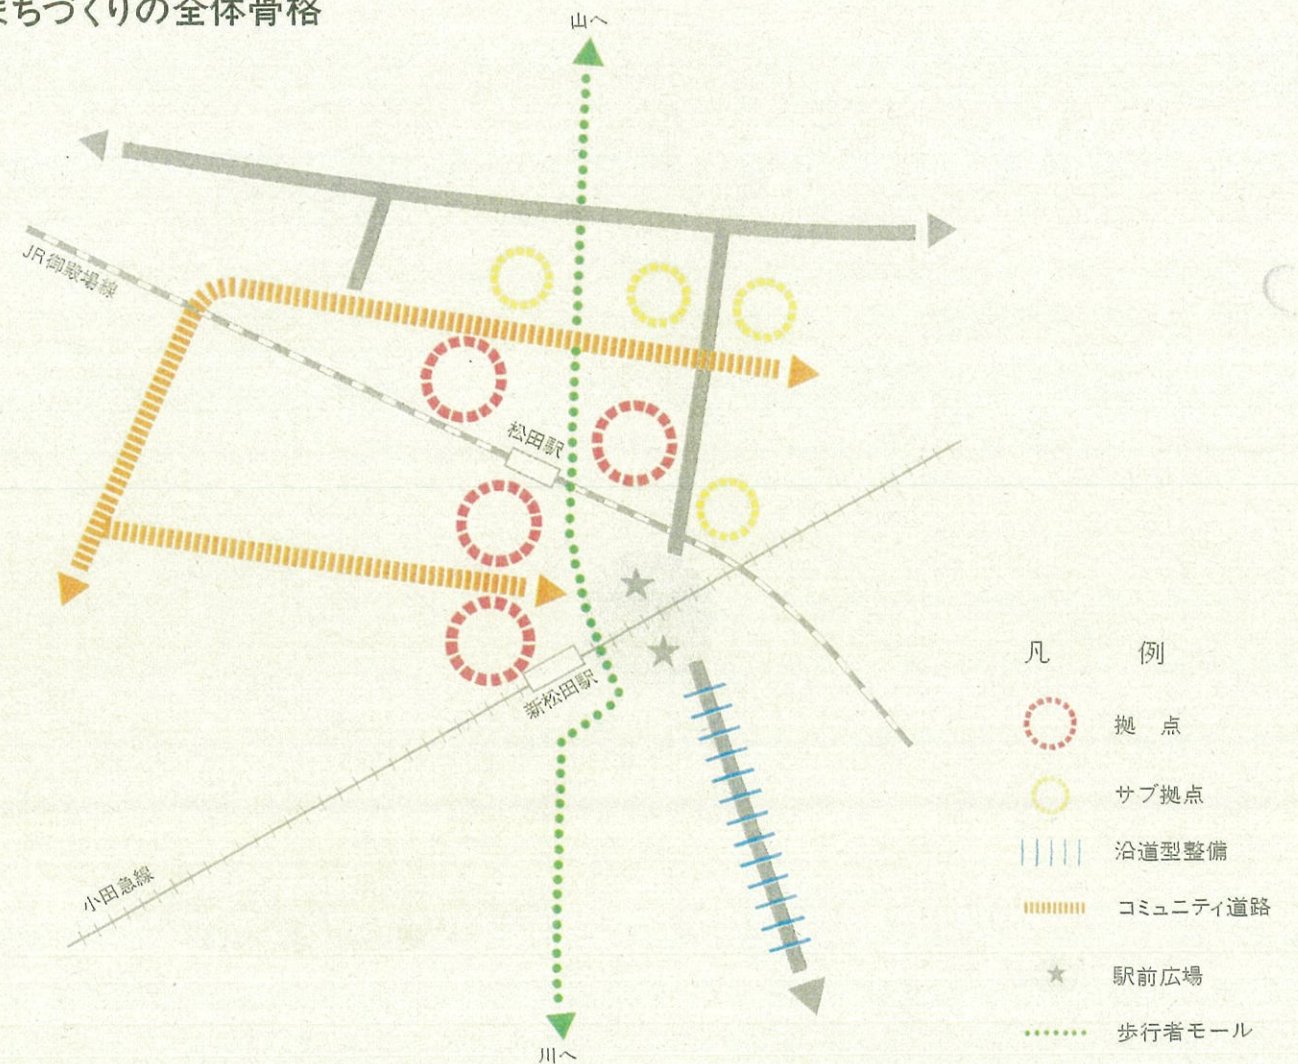 まちづくりの全体骨格
山へ
JR御殿場線
松田駅
新松田駅
小田急線
川へ
凡 例
拠 点
サブ拠点
沿道型整備
コミュニティ道路
駅前広場
歩行者モール